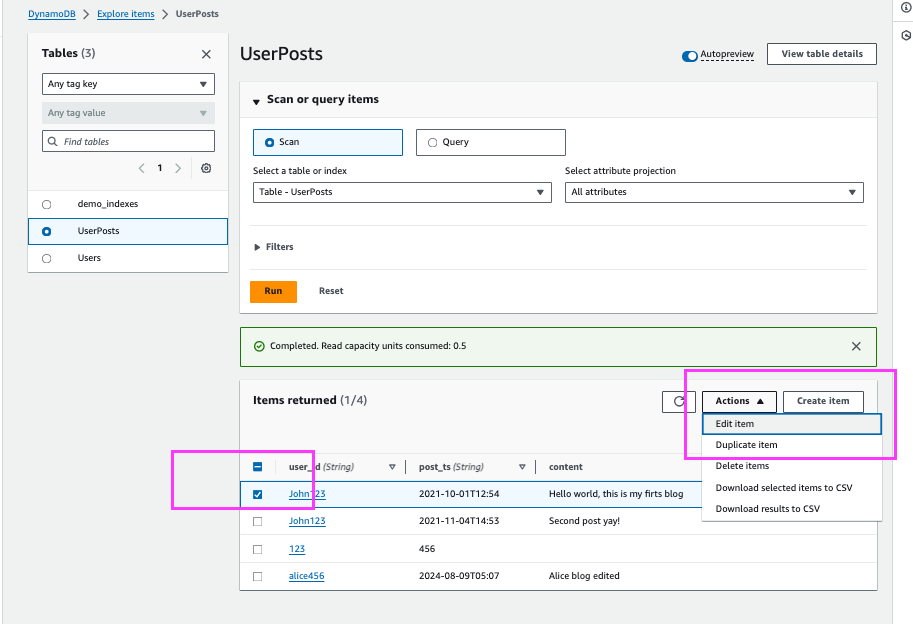 DynamoDB > Explore items > UserPosts
Tables (3)
Any tag key
Any tag value
Find tables
1
demo_indexes
UserPosts
Users
UserPosts
Autopreview
View table details
Scan or query items
Scan
Query
Select a table or index
Select attribute projection
Table - UserPosts
All attributes
Filters
Run
Reset
Completed. Read capacity units consumed: 0.5
Items returned (1/4)
Actions
Create item
Edit item
Duplicate item
Delete items
Download selected items to CSV
Download results to CSV
user_id (String)
post_ts (String)
content
John123
2021-10-01T12:54
Hello world, this is my firts blog
John123
2021-11-04T14:53
Second post yay!
123
456
alice456
2024-08-09T05:07
Alice blog edited